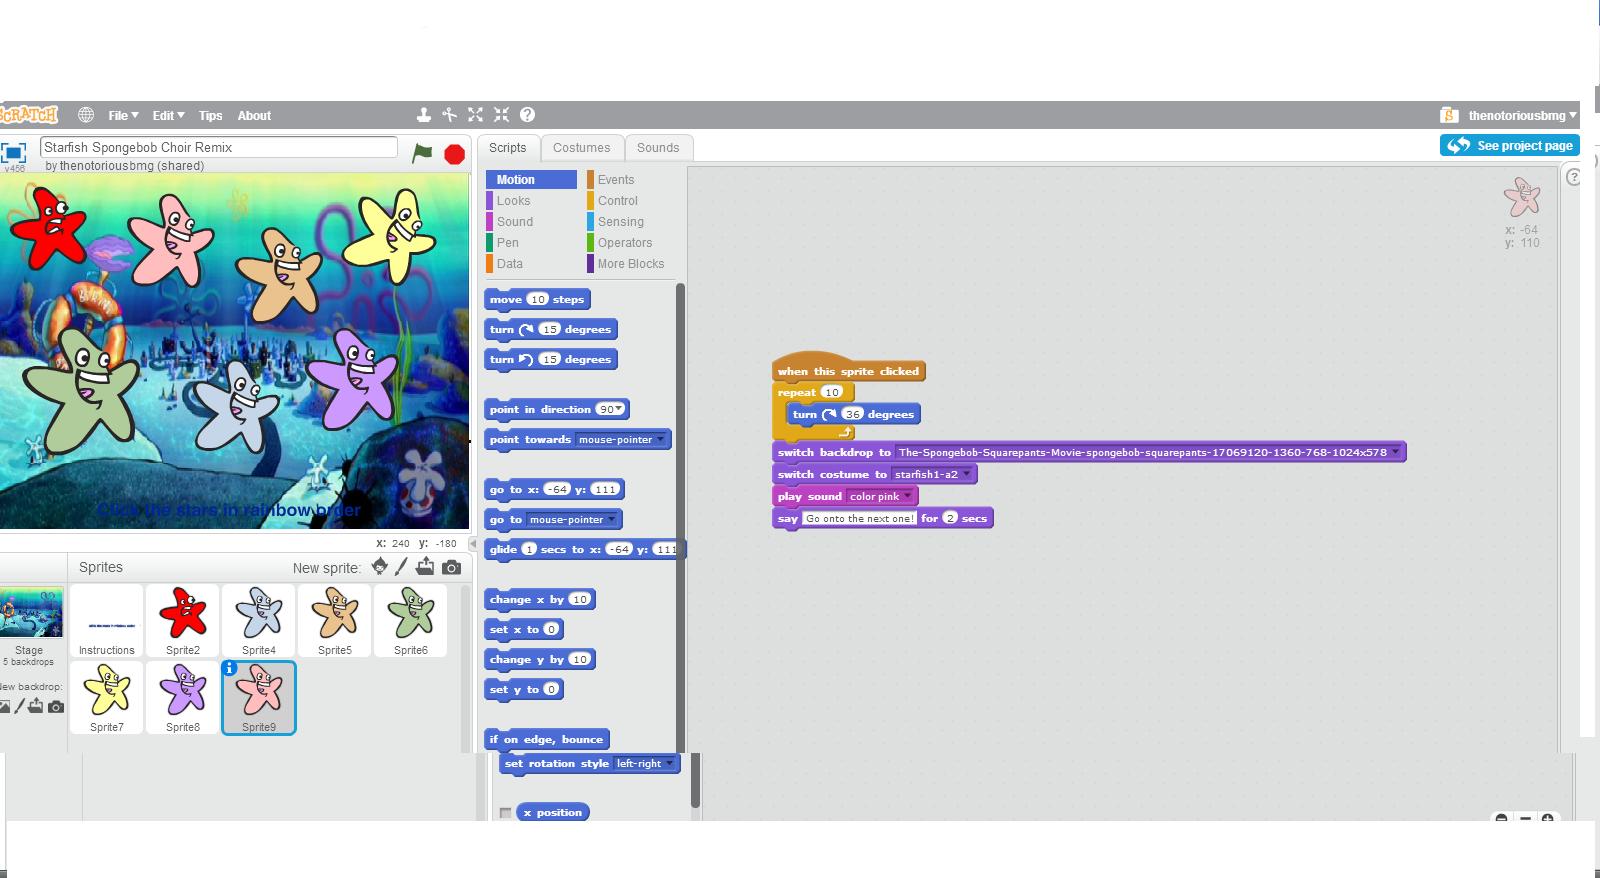 SCRATCH File Edit Tips About thenotoriousbmg
v456 Starfish Spongebob Choir Remix
by thenotoriousbmg (shared)
Scripts Costumes Sounds
See project page
Motion Events
Looks Control
Sound Sensing
Pen Operators
Data More Blocks
move 10 steps
turn 15 degrees
turn 15 degrees
point in direction 90
point towards mouse-pointer
go to x: -64 y: 111
go to mouse-pointer
glide 1 secs to x: -64 y: 111
change x by 10
set x to 0
change y by 10
set y to 0
if on edge, bounce
set rotation style left-right
x position
x: -64
y: 110
when this sprite clicked
repeat 10
turn 36 degrees
switch backdrop to The-Spongebob-Squarepants-Movie-spongebob-squarepants-17069120-1360-768-1024x578
switch costume to starfish1-a2
play sound color pink
say Go onto the next one! for 2 secs
Click the stars in rainbow order
x: 240 y: -180
Sprites New sprite:
Instructions Sprite2 Sprite4 Sprite5 Sprite6
Stage
5 backdrops
New backdrop:
Sprite7 Sprite8 Sprite9